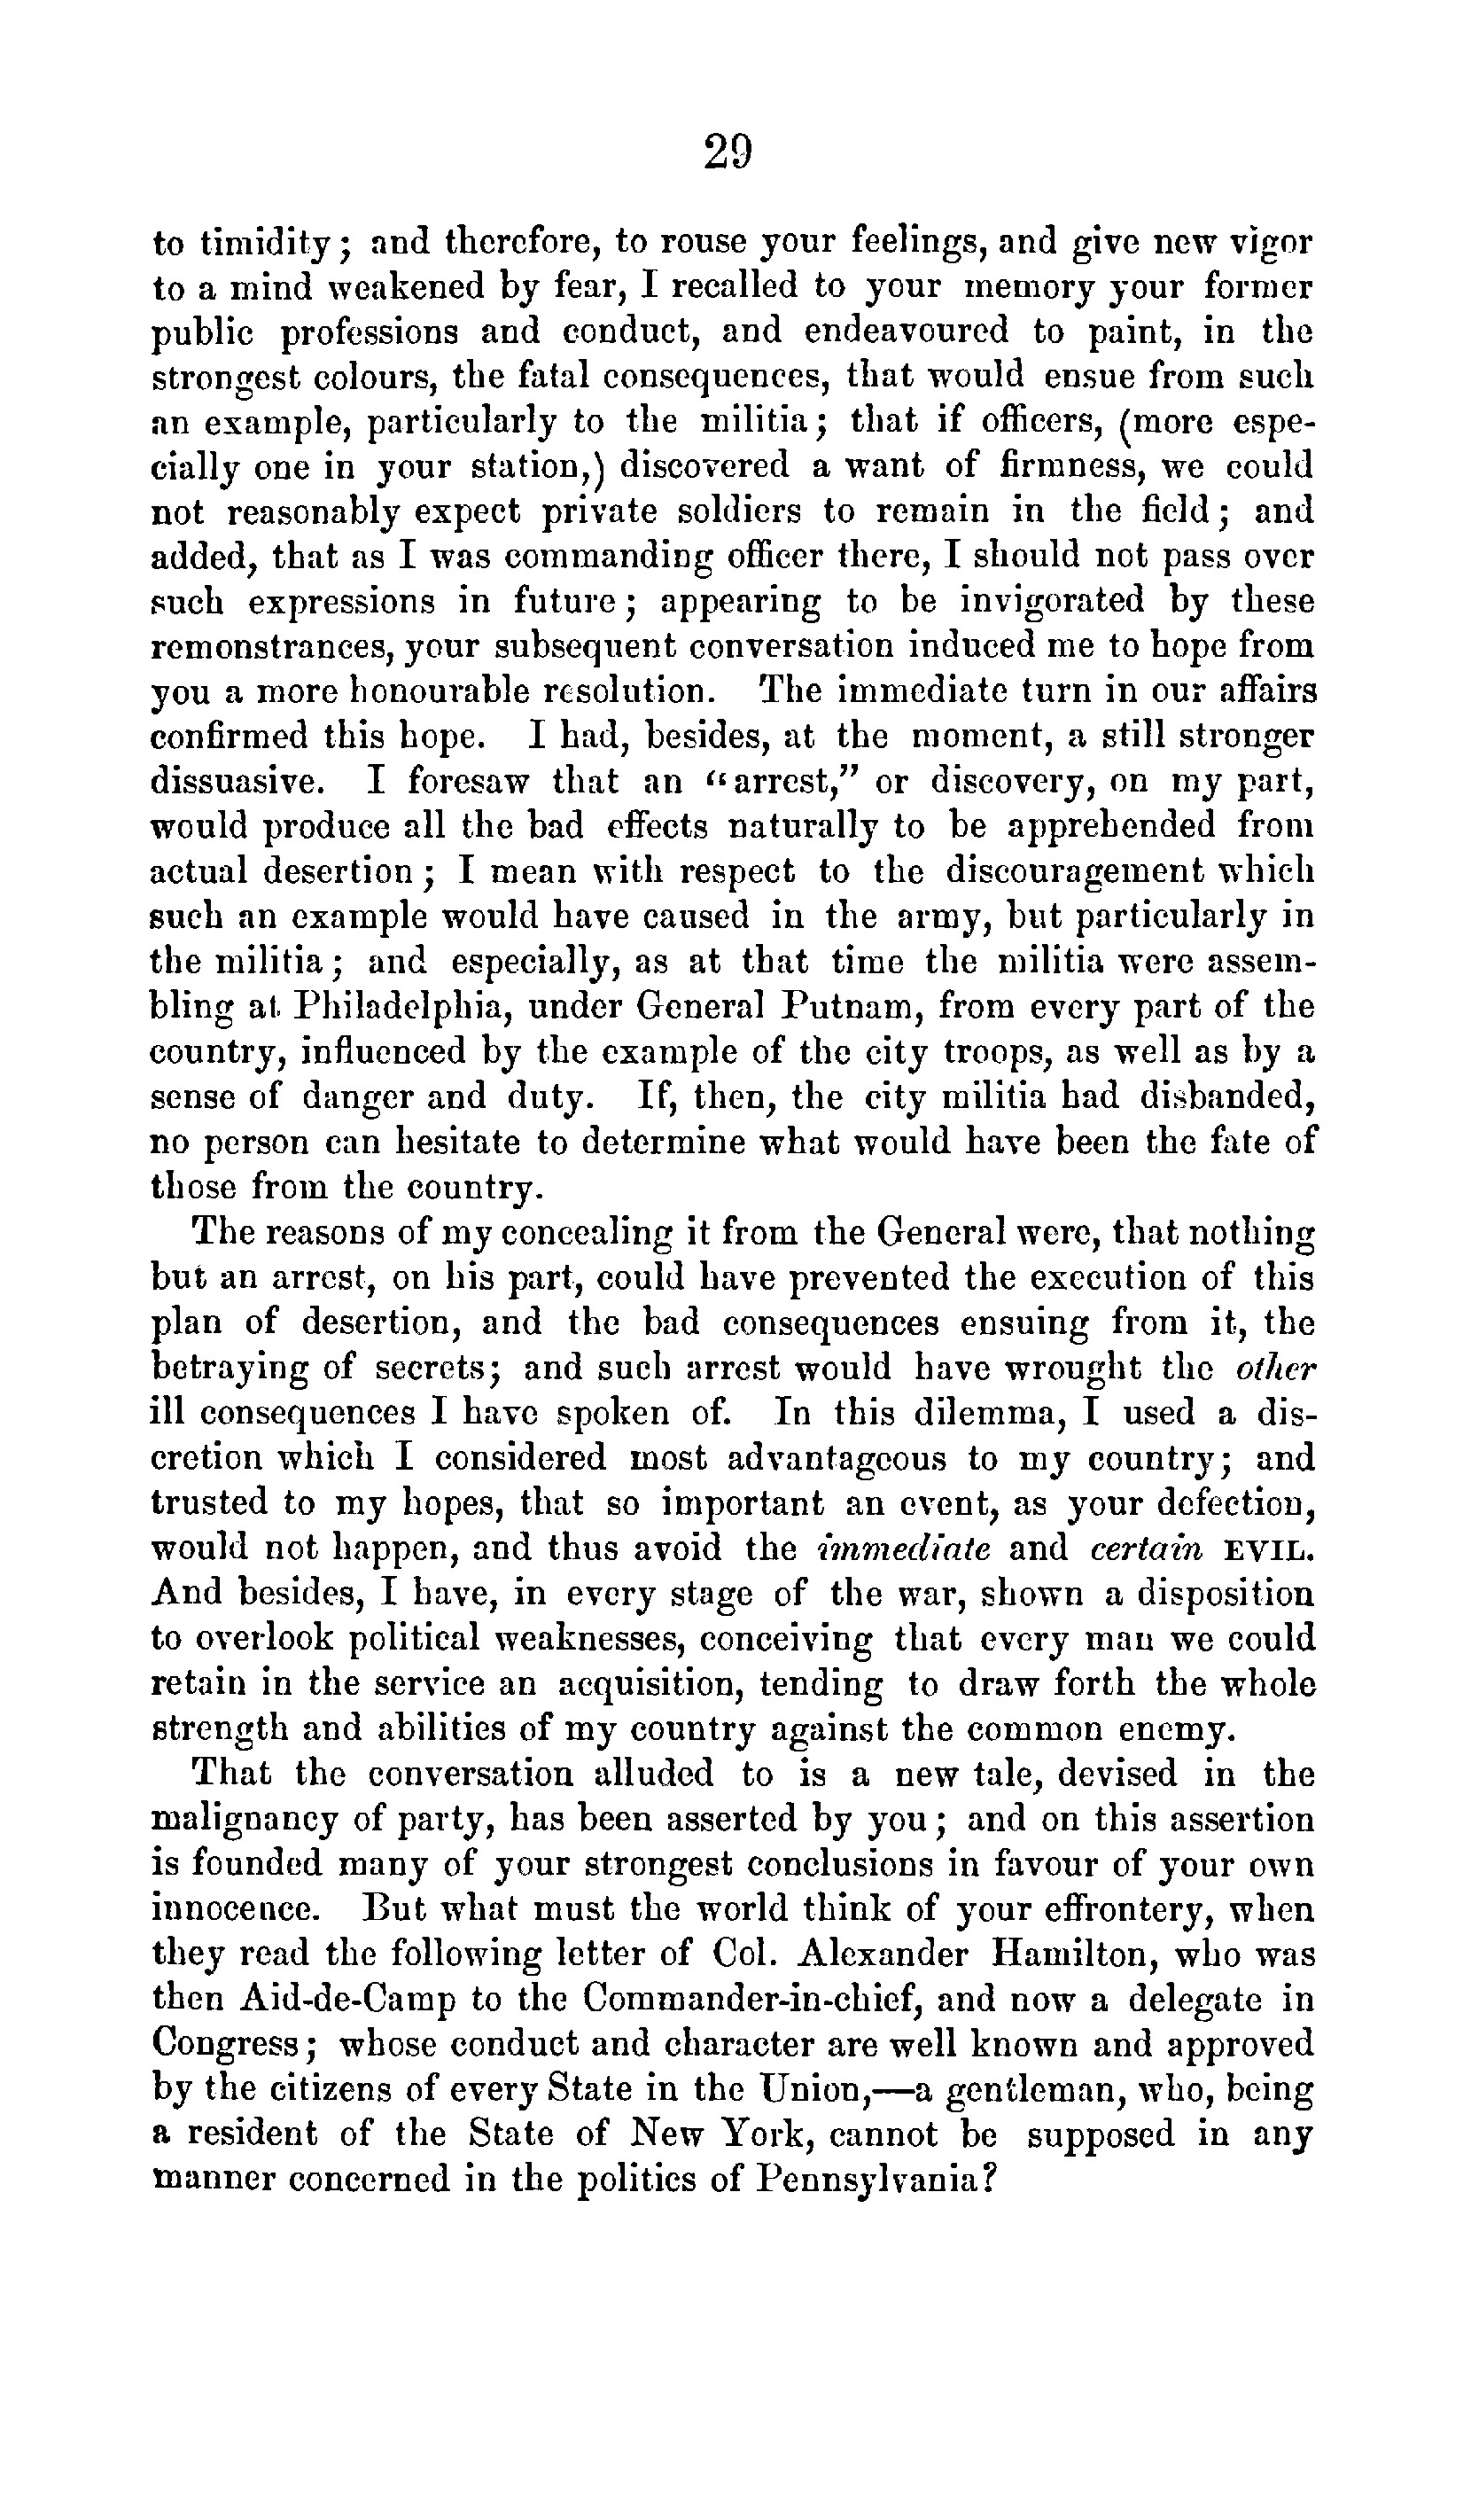 29
to timidity; and therefore, to rouse your feelings, and give new vigor
to a mind weakened by fear, I recalled to your memory your former
public professions and conduct, and endeavoured to paint, in the
strongest colours, the fatal consequences, that would ensue from such
an example, particularly to the militia; that if officers, (more espe-
cially one in your station,) discovered a want of firmness, we could
not reasonably expect private soldiers to remain in the field; and
added, that as I was commanding officer there, I should not pass over
such expressions in future; appearing to be invigorated by these
remonstrances, your subsequent conversation induced me to hope from
you a more honourable resolution. The immediate turn in our affairs
confirmed this hope. I had, besides, at the moment, a still stronger
dissuasive. I foresaw that an "arrest," or discovery, on my part,
would produce all the bad effects naturally to be apprehended from
actual desertion; I mean with respect to the discouragement which
such an example would have caused in the army, but particularly in
the militia; and especially, as at that time the militia were assem-
bling at Philadelphia, under General Putnam, from every part of the
country, influenced by the example of the city troops, as well as by a
sense of danger and duty. If, then, the city militia had disbanded,
no person can hesitate to determine what would have been the fate of
those from the country.
The reasons of my concealing it from the General were, that nothing
but an arrest, on his part, could have prevented the execution of this
plan of desertion, and the bad consequences ensuing from it, the
betraying of secrets; and such arrest would have wrought the other
ill consequences I have spoken of. In this dilemma, I used a dis-
cretion which I considered most advantageous to my country; and
trusted to my hopes, that so important an event, as your defection,
would not happen, and thus avoid the immediate and certain EVIL.
And besides, I have, in every stage of the war, shown a disposition
to overlook political weaknesses, conceiving that every man we could
retain in the service an acquisition, tending to draw forth the whole
strength and abilities of my country against the common enemy.
That the conversation alluded to is a new tale, devised in the
malignancy of party, has been asserted by you; and on this assertion
is founded many of your strongest conclusions in favour of your own
innocence. But what must the world think of your effrontery, when
they read the following letter of Col. Alexander Hamilton, who was
then Aid-de-Camp to the Commander-in-chief, and now a delegate in
Congress; whose conduct and character are well known and approved
by the citizens of every State in the Union,—a gentleman, who, being
a resident of the State of New York, cannot be supposed in any
manner concerned in the politics of Pennsylvania?